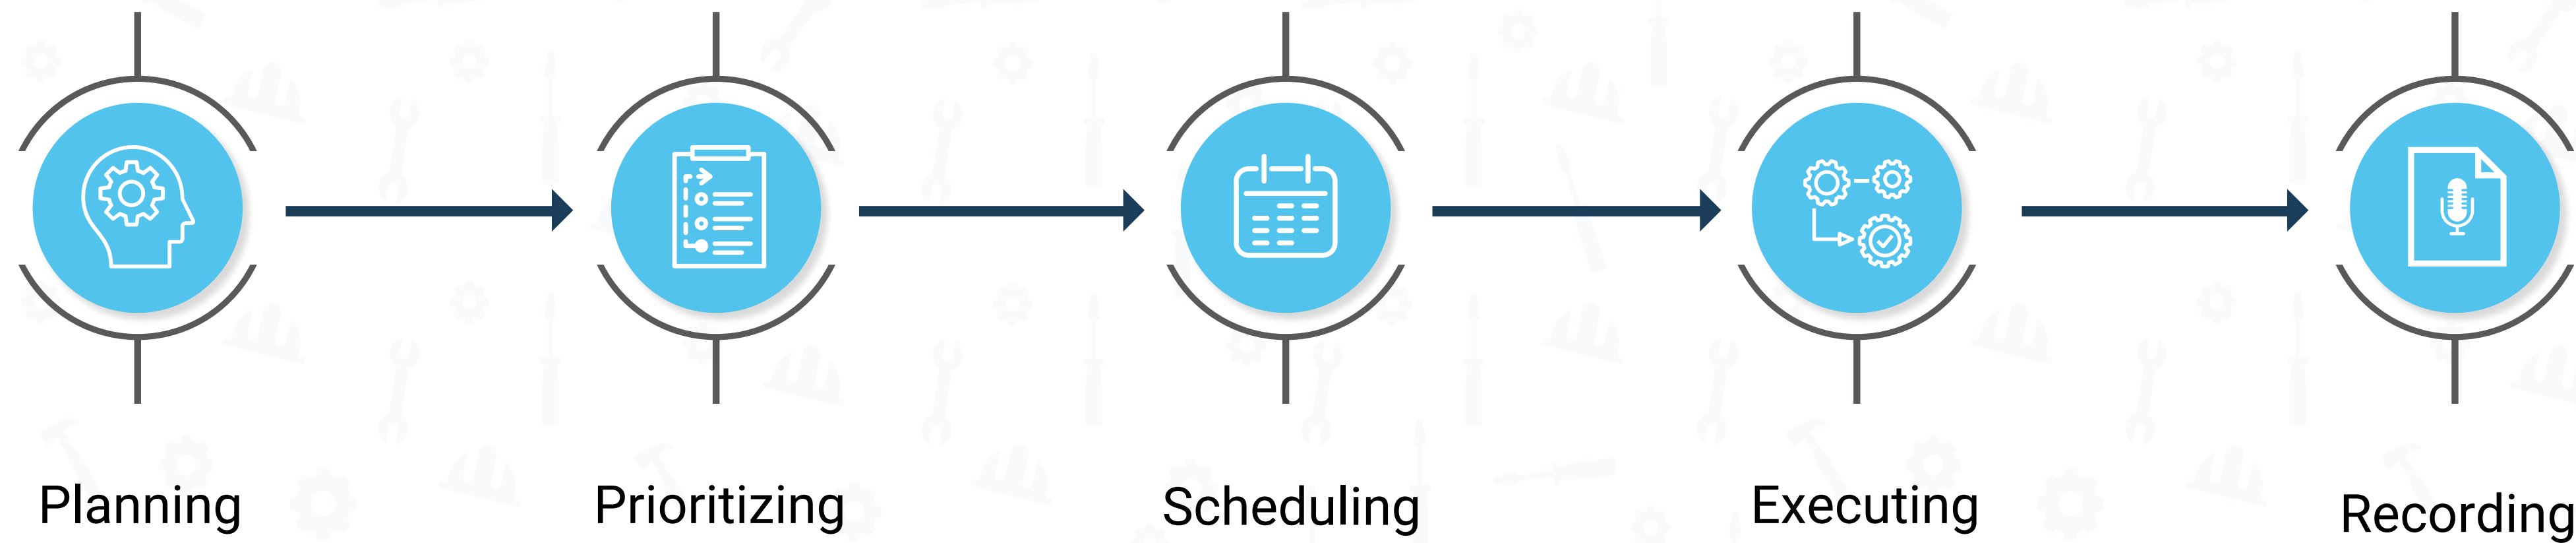 Planning
Prioritizing
Scheduling
Executing
Recording